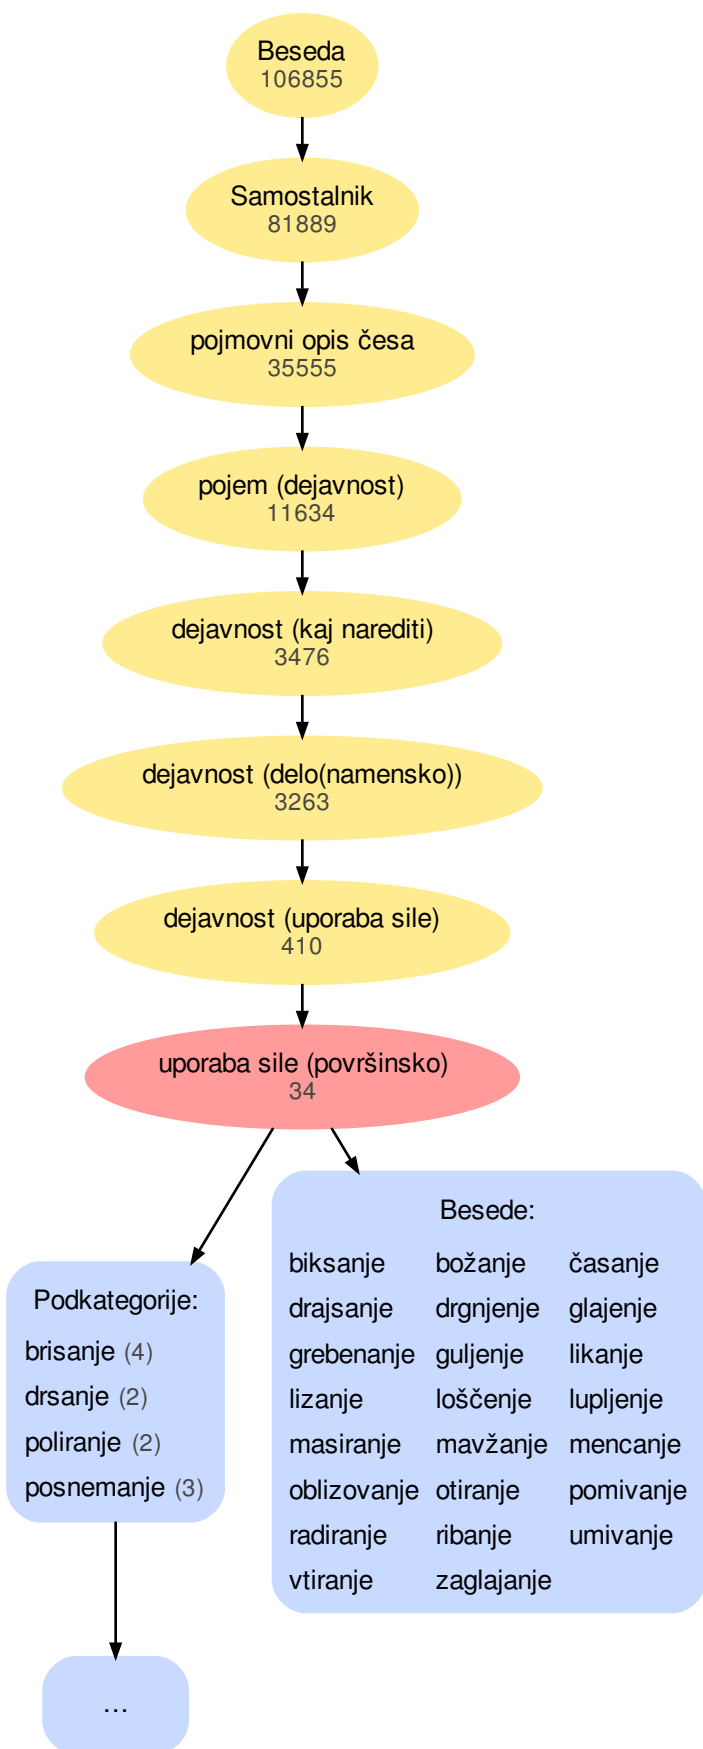 Beseda
106855
Samostalnik
81889
pojmovni opis česa
35555
pojem (dejavnost)
11634
dejavnost (kaj narediti)
3476
dejavnost (delo(namensko))
3263
dejavnost (uporaba sile)
410
uporaba sile (površinsko)
34
Podkategorije:
brisanje (4)
drsanje (2)
poliranje (2)
posnemanje (3)
...
Besede:
biksanje božanje časanje
drajsanje drgnjenje glajenje
grebenanje guljenje likanje
lizanje loščenje lupljenje
masiranje mavžanje mencanje
oblizovanje otiranje pomivanje
radiranje ribanje umivanje
vtiranje zaglajanje